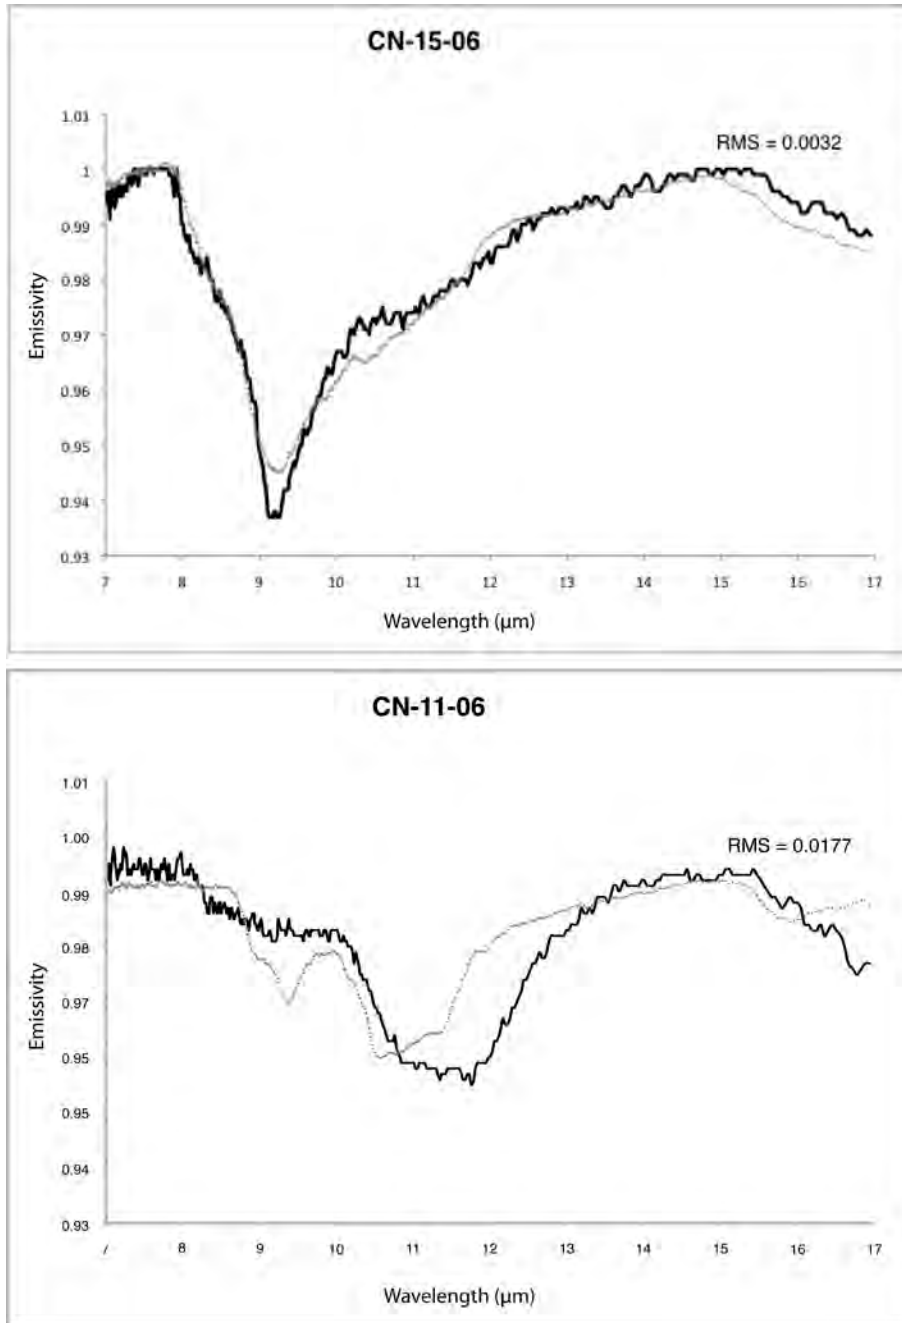 CN-15-06
1.01
RMS = 0.0032
1
0.99
0.98
0.97
0.96
0.95
0.94
0.93
Emissivity
7 8 9 10 11 12 13 14 15 16 17
Wavelength (µm)
CN-11-06
1.01
1.00
RMS = 0.0177
0.99
0.98
0.97
0.95
0.95
0.94
0.93
Emissivity
8 9 10 11 12 13 14 15 16 17
Wavelength (µm)